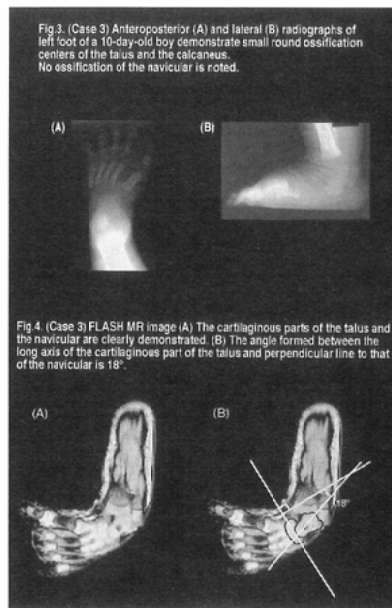 Fig.3. (Case 3) Anteroposterior (A) and laleral (B) radiographs of
left foot of a 10-day-old boy demonstrate small round ossification
centers of the talus and the calcaneus.
No ossification of the navicular is noted.
(A)
(B)
Fig.4. (Case 3) FLASH MR image (A) The cartilaginous parts of the talus and
the navicular are clearly demonstrated. (B) The angle formed between the
long axis of the cartilaginous part of the talus and perpendicular line to that
of the navicular is 18°.
(A)
(B)
18°